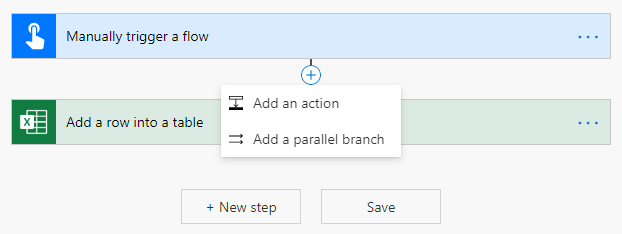 Manually trigger a flow
Add an action
Add a row into a table
Add a parallel branch
+ New step
Save